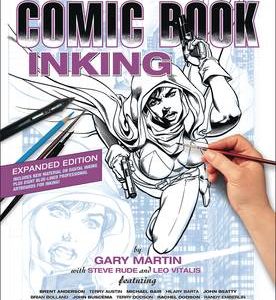 COMIC BOOK
INKING
EXPANDED EDITION
INCLUDES NEW MATERIAL ON DIGITAL INKING
PLUS EIGHT BLUE-LINED PROFESSIONAL
ARTBOARDS FOR INKING!
by
GARY MARTIN
with STEVE RUDE and LEO VITALIS
featuring
BRENT ANDERSON TERRY AUSTIN MICHAEL BAIR HILARY BARTA JOHN BEATTY
BRIAN BOLLAND JOHN BUSCEMA TERRY DODSON RACHEL DODSON RANDY EMBERLIN